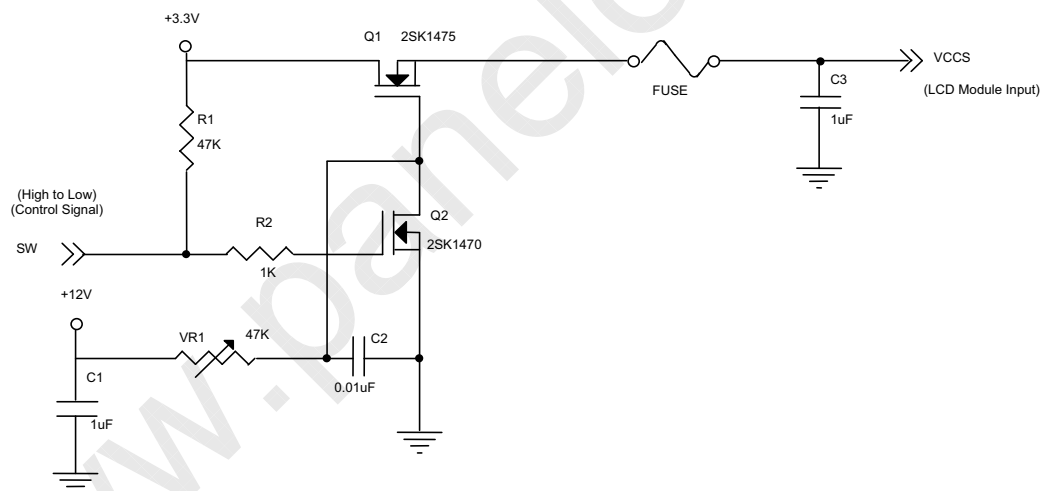 +3.3V
Q1 2SK1475
FUSE
VCCS
(LCD Module Input)
C3
1uF
R1
47K
(High to Low)
(Control Signal)
SW
R2
1K
Q2
2SK1470
+12V
VR1
47K
C2
0.01uF
C1
1uF
w.panelo